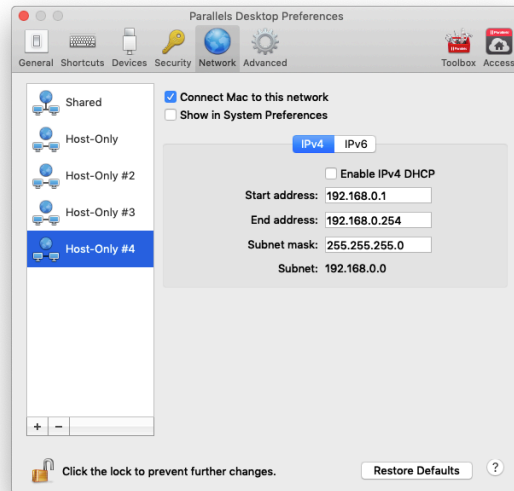 Parallels Desktop Preferences
General Shortcuts Devices Security Network Advanced Toolbox Access
Shared
Host-Only
Host-Only #2
Host-Only #3
Host-Only #4
Connect Mac to this network
Show in System Preferences
IPv4 IPv6
Enable IPv4 DHCP
Start address: 192.168.0.1
End address: 192.168.0.254
Subnet mask: 255.255.255.0
Subnet: 192.168.0.0
+ −
Click the lock to prevent further changes.
Restore Defaults ?